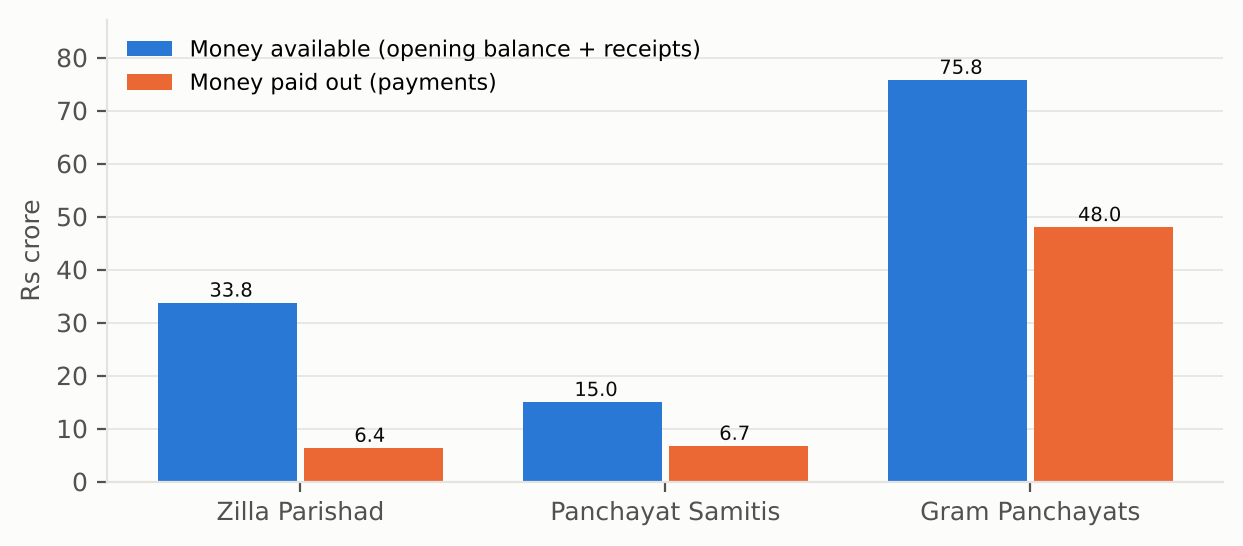 Money available (opening balance + receipts)
Money paid out (payments)
Rs crore
80
70
60
50
40
30
20
10
0
33.8
6.4
15.0
6.7
75.8
48.0
Zilla Parishad
Panchayat Samitis
Gram Panchayats